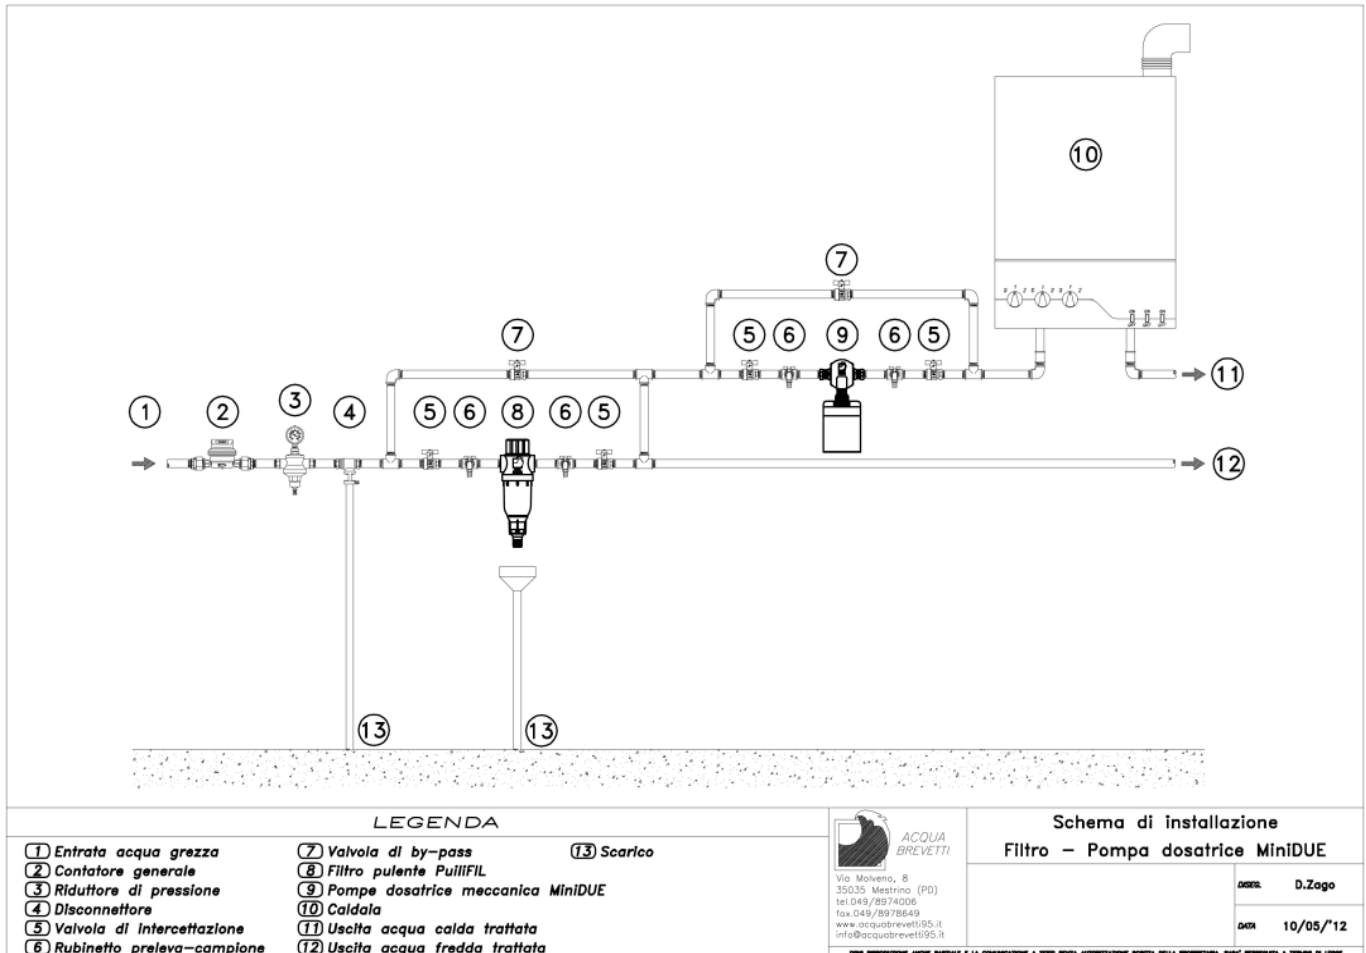 10
7
7
5
6
9
6
5
11
1
2
3
4
5
6
8
6
5
12
13
13
LEGENDA
1 Entrata acqua grezza
2 Contatore generale
3 Riduttore di pressione
4 Disconnettore
5 Valvola di intercettazione
6 Rubinetto preleva-campione
7 Valvola di by-pass
8 Filtro pulente PuliFIL
9 Pompe dosatrice meccanica MiniDUE
10 Caldaia
11 Uscita acqua calda trattata
12 Uscita acqua fredda trattata
13 Scarico
ACQUA
BREVETTI
Via Molveno, 8
35035 Mestrino (PD)
tel.049/8974006
fax.049/8978649
www.acquabrevetti95.it
info@acquabrevetti95.it
Schema di installazione
Filtro - Pompa dosatrice MiniDUE
DISEG. D.Zago
DATA 10/05/'12